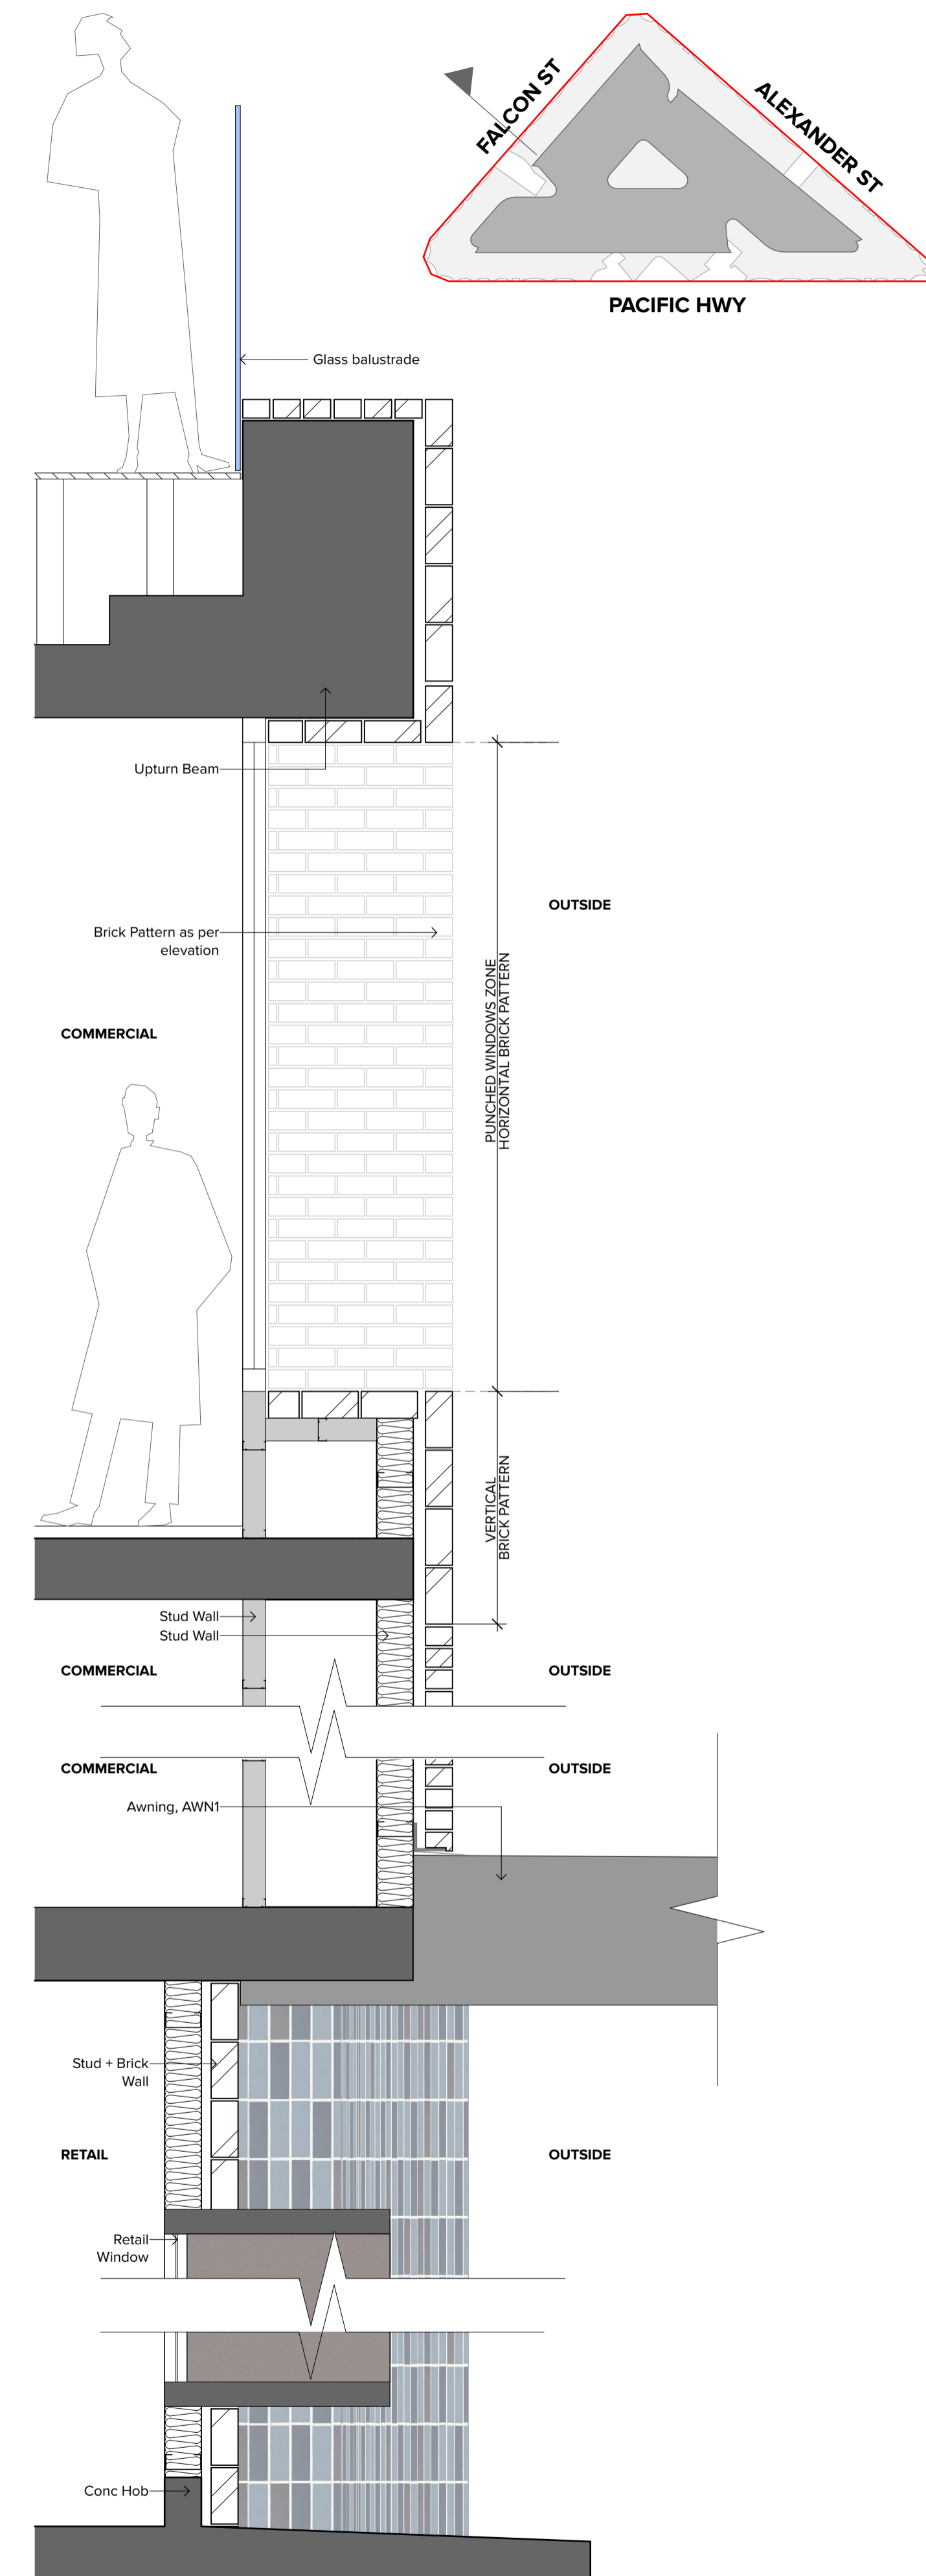 FALCON ST
ALEXANDER ST
PACIFIC HWY
Glass balustrade
Upturn Beam
OUTSIDE
Brick Pattern as per
elevation
PUNCHED WINDOWS ZONE
HORIZONTAL BRICK PATTERN
COMMERCIAL
VERTICAL
BRICK PATTERN
Stud Wall
Stud Wall
COMMERCIAL
OUTSIDE
COMMERCIAL
OUTSIDE
Awning, AWN1
Stud + Brick
Wall
RETAIL
OUTSIDE
Retail
Window
Conc Hob